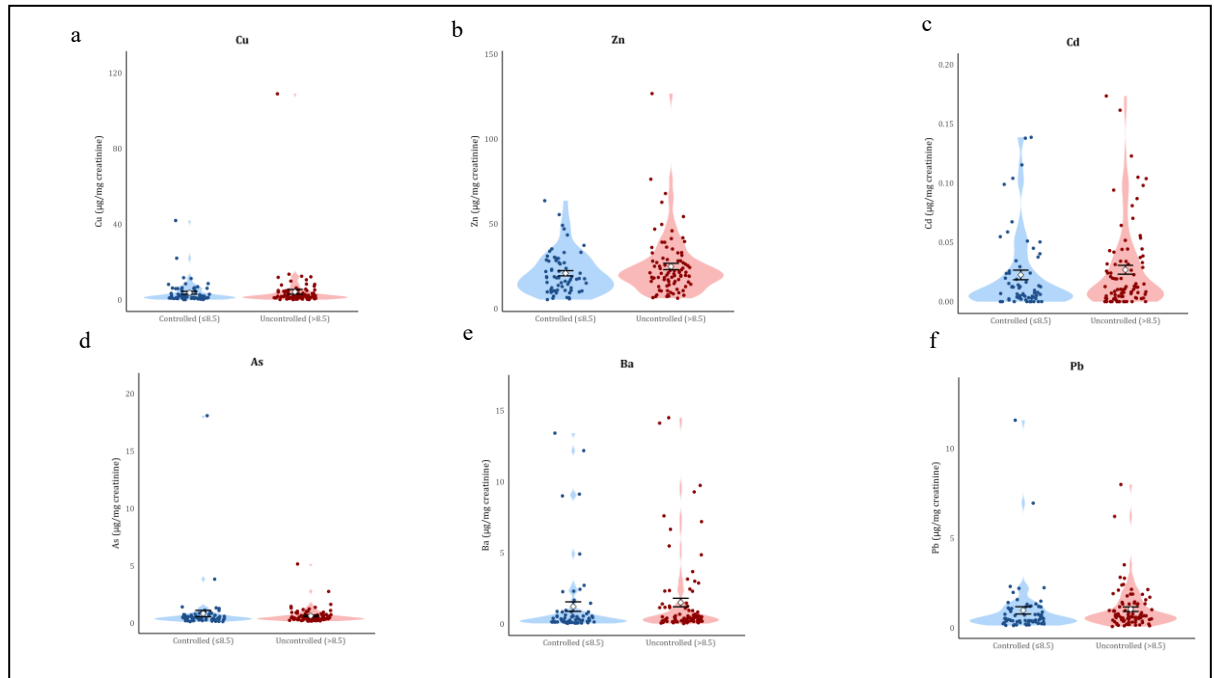 a
Cu
120
80
40
0
Cu (µg/mg creatinine)
Controlled (≤8.5)
Uncontrolled (>8.5)
b
Zn
150
100
50
0
Zn (µg/mg creatinine)
Controlled (≤8.5)
Uncontrolled (>8.5)
c
Cd
0.20
0.15
0.10
0.05
0.00
Cd (µg/mg creatinine)
Controlled (≤8.5)
Uncontrolled (>8.5)
d
As
20
15
10
5
0
As (µg/mg creatinine)
Controlled (≤8.5)
Uncontrolled (>8.5)
e
Ba
15
10
5
0
Ba (µg/mg creatinine)
Controlled (≤8.5)
Uncontrolled (>8.5)
f
Pb
10
5
0
Pb (µg/mg creatinine)
Controlled (≤8.5)
Uncontrolled (>8.5)